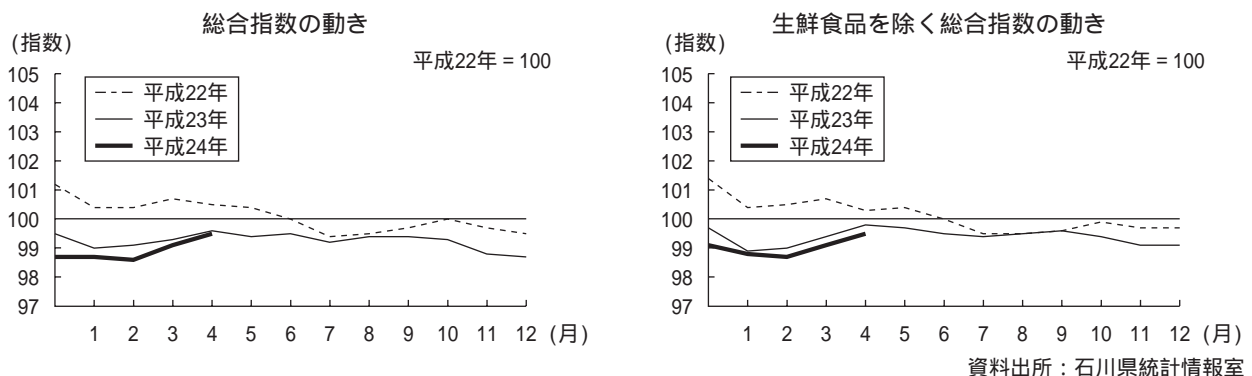 総合指数の動き
(指数)
平成22年 = 100
105
104
103
102
101
100
99
98
97
平成22年
平成23年
平成24年
1 2 3 4 5 6 7 8 9 10 11 12 (月)
生鮮食品を除く総合指数の動き
(指数)
平成22年 = 100
105
104
103
102
101
100
99
98
97
平成22年
平成23年
平成24年
1 2 3 4 5 6 7 8 9 10 11 12 (月)
資料出所：石川県統計情報室